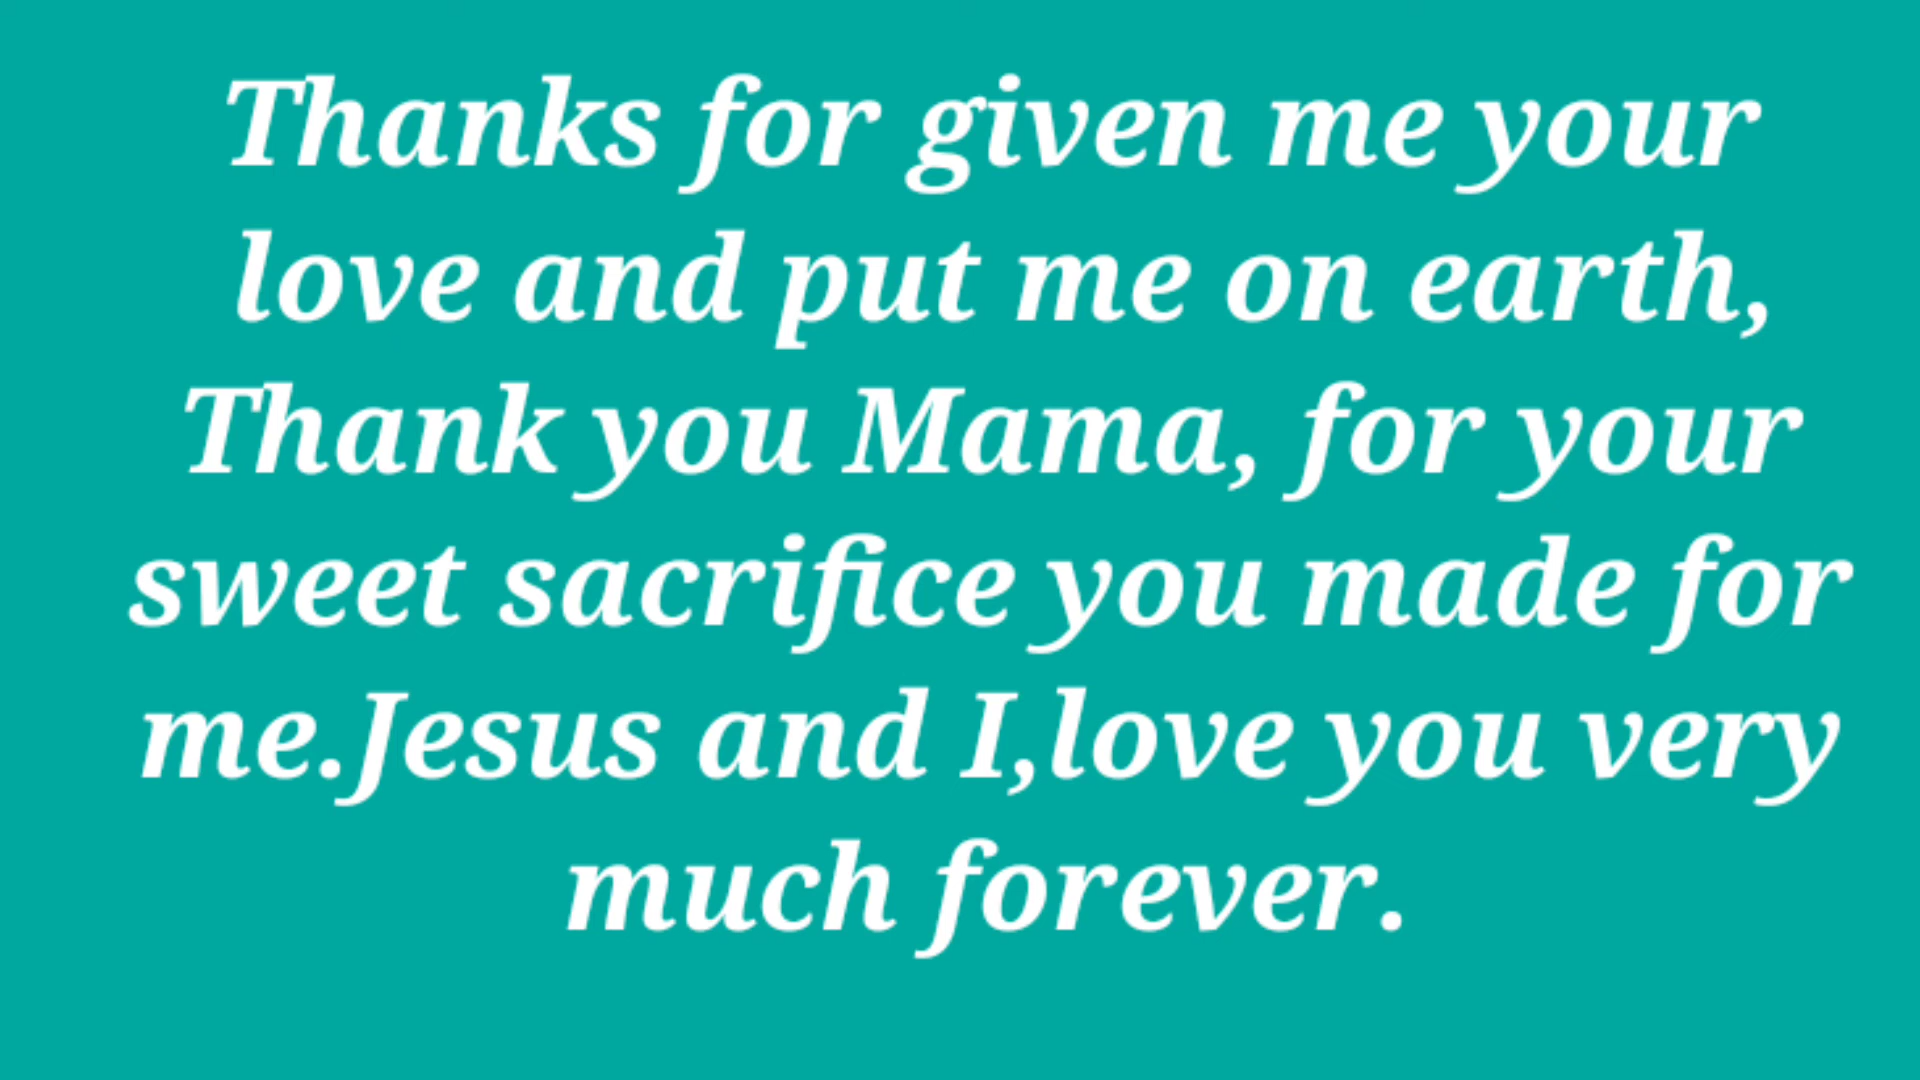 Thanks for given me your
love and put me on earth,
Thank you Mama, for your
sweet sacrifice you made for
me.Jesus and I,love you very
much forever.